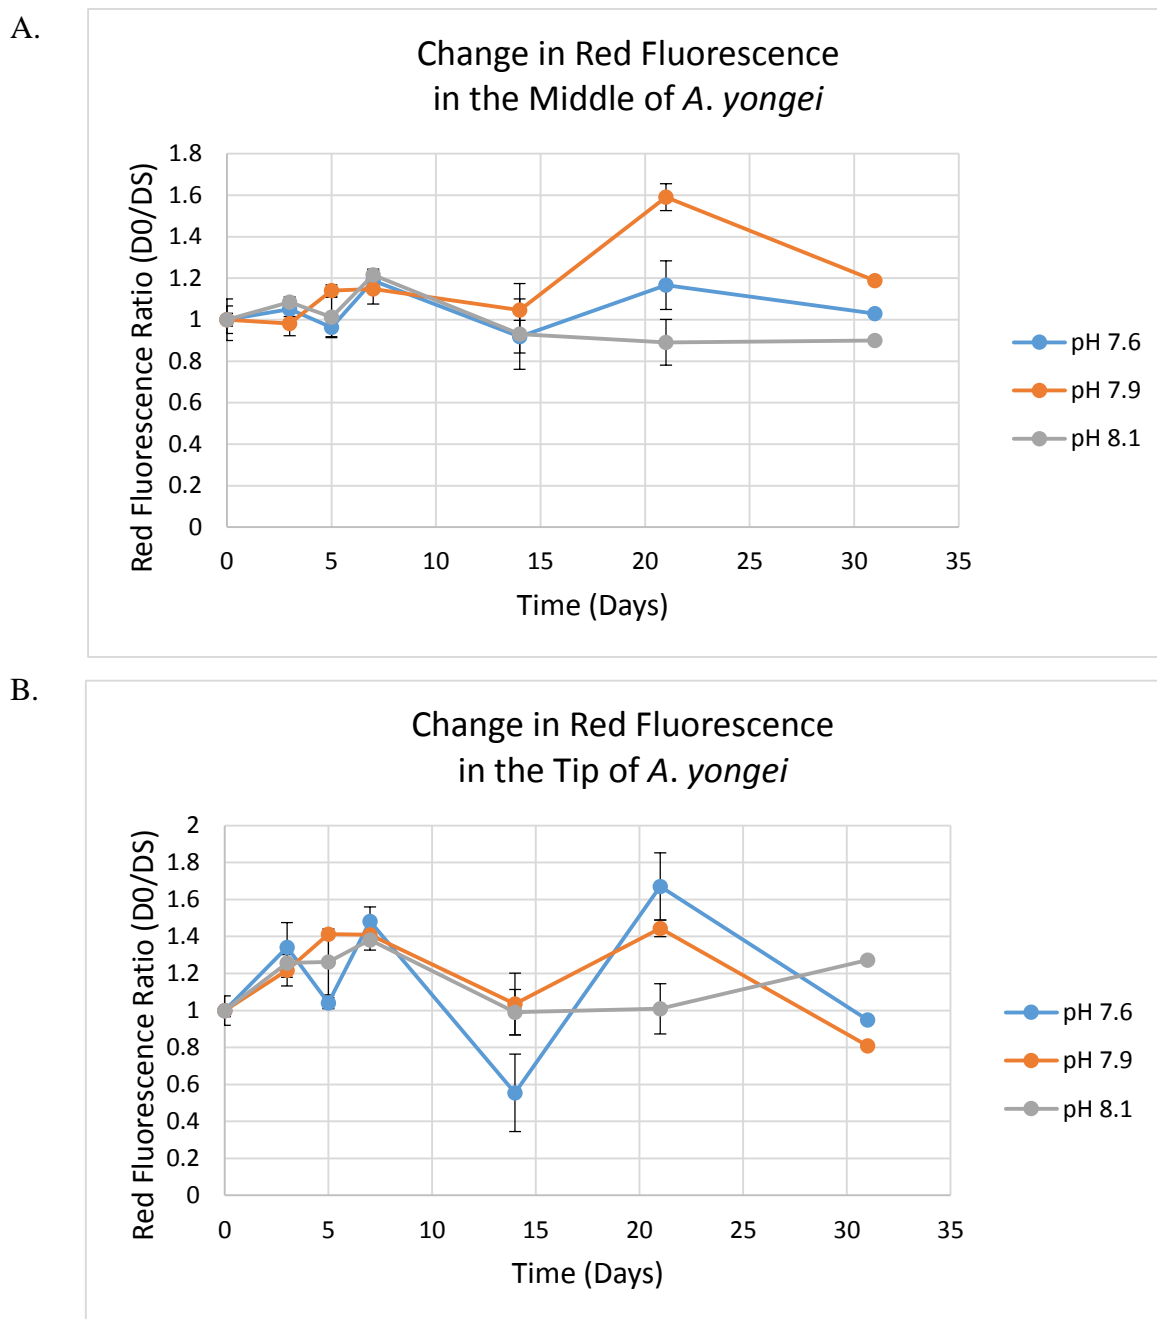 A.
Change in Red Fluorescence
in the Middle of A. yongei
Red Fluorescence Ratio (D0/DS)
1.8
1.6
1.4
1.2
1
0.8
0.6
0.4
0.2
0
0 5 10 15 20 25 30 35
Time (Days)
pH 7.6
pH 7.9
pH 8.1
B.
Change in Red Fluorescence
in the Tip of A. yongei
Red Fluorescence Ratio (D0/DS)
2
1.8
1.6
1.4
1.2
1
0.8
0.6
0.4
0.2
0
0 5 10 15 20 25 30 35
Time (Days)
pH 7.6
pH 7.9
pH 8.1